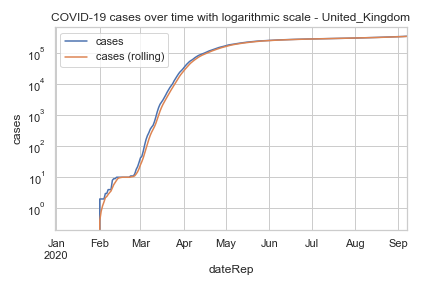 COVID-19 cases over time with logarithmic scale - United_Kingdom
cases
cases (rolling)
10^5
10^4
10^3
10^2
10^1
10^0
cases
Jan Feb Mar Apr May Jun Jul Aug Sep
2020
dateRep